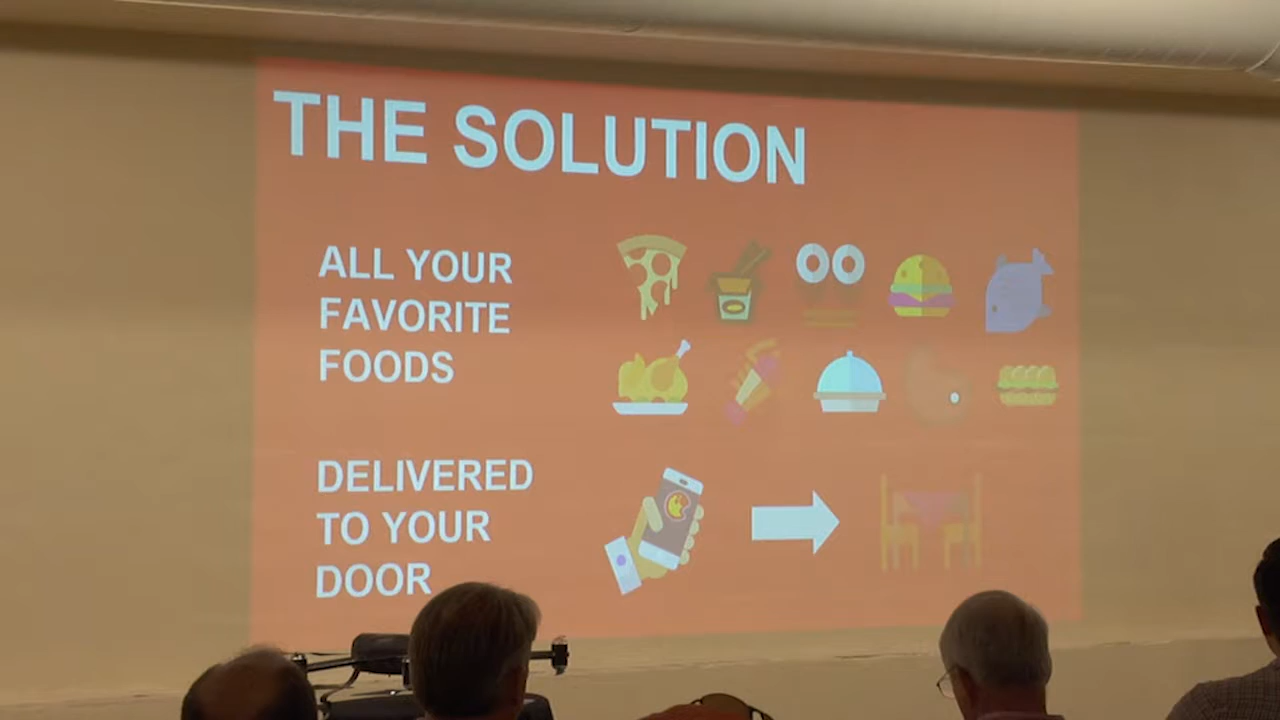 THE SOLUTION
ALL YOUR
FAVORITE
FOODS
DELIVERED
TO YOUR
DOOR